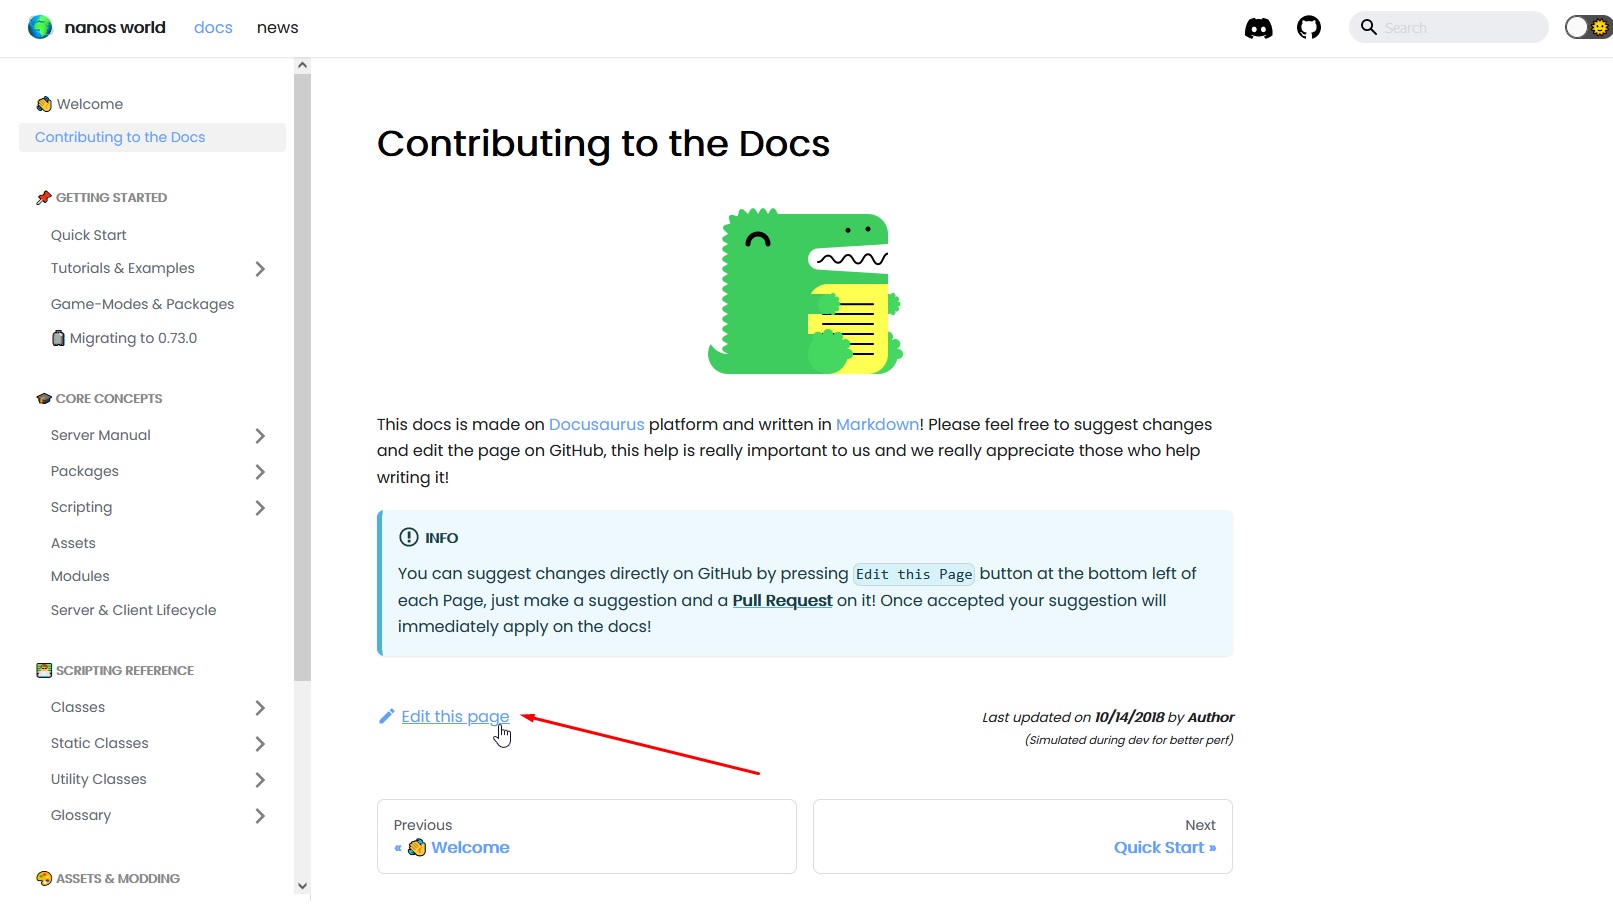 nanos world docs news Search
Welcome
Contributing to the Docs
GETTING STARTED
Quick Start
Tutorials & Examples
Game-Modes & Packages
Migrating to 0.73.0
CORE CONCEPTS
Server Manual
Packages
Scripting
Assets
Modules
Server & Client Lifecycle
SCRIPTING REFERENCE
Classes
Static Classes
Utility Classes
Glossary
ASSETS & MODDING
Contributing to the Docs
This docs is made on Docusaurus platform and written in Markdown! Please feel free to suggest changes
and edit the page on GitHub, this help is really important to us and we really appreciate those who help
writing it!
INFO
You can suggest changes directly on GitHub by pressing Edit this Page button at the bottom left of
each Page, just make a suggestion and a Pull Request on it! Once accepted your suggestion will
immediately apply on the docs!
Edit this page
Last updated on 10/14/2018 by Author
(Simulated during dev for better perf)
Previous
« Welcome
Next
Quick Start »